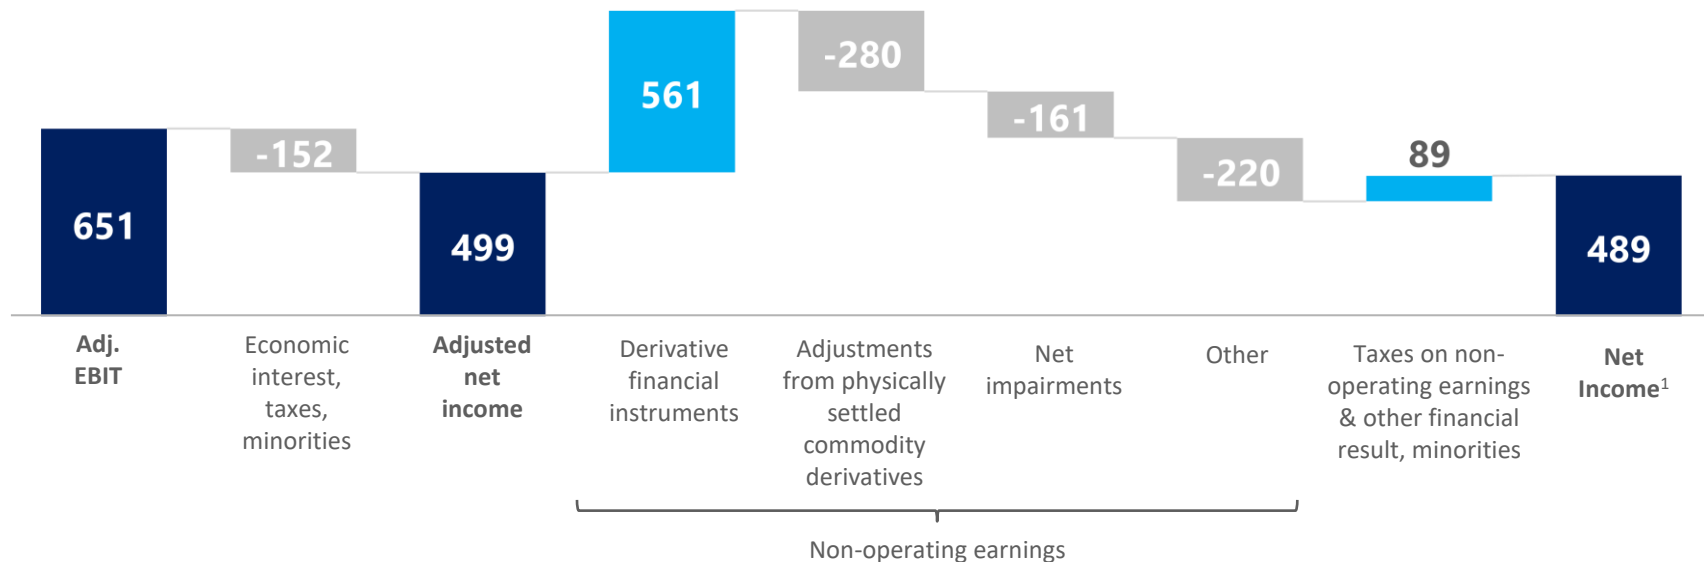 651
-152
499
561
-280
-161
-220
89
489
Adj.
EBIT
Economic
interest,
taxes,
minorities
Adjusted
net
income
Derivative
financial
instruments
Adjustments
from physically
settled
commodity
derivatives
Net
impairments
Other
Taxes on non-
operating earnings
& other financial
result, minorities
Net
Income¹
Non-operating earnings